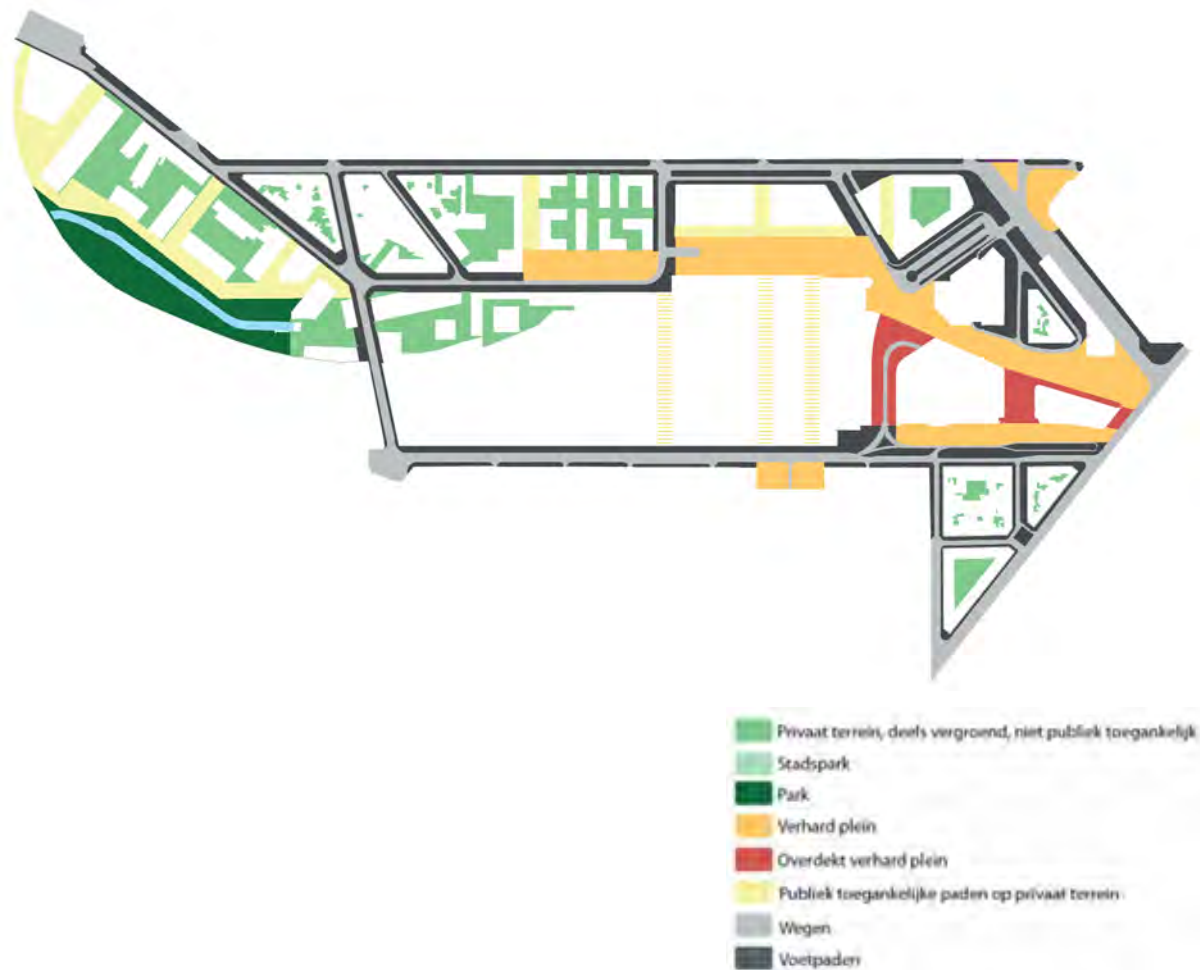 Privaat terrein, deels vergroend, niet publiek toegankelijk
Stadspark
Park
Verhard plein
Overdekt verhard plein
Publiek toegankelijke paden op privaat terrein
Wegen
Voetpaden